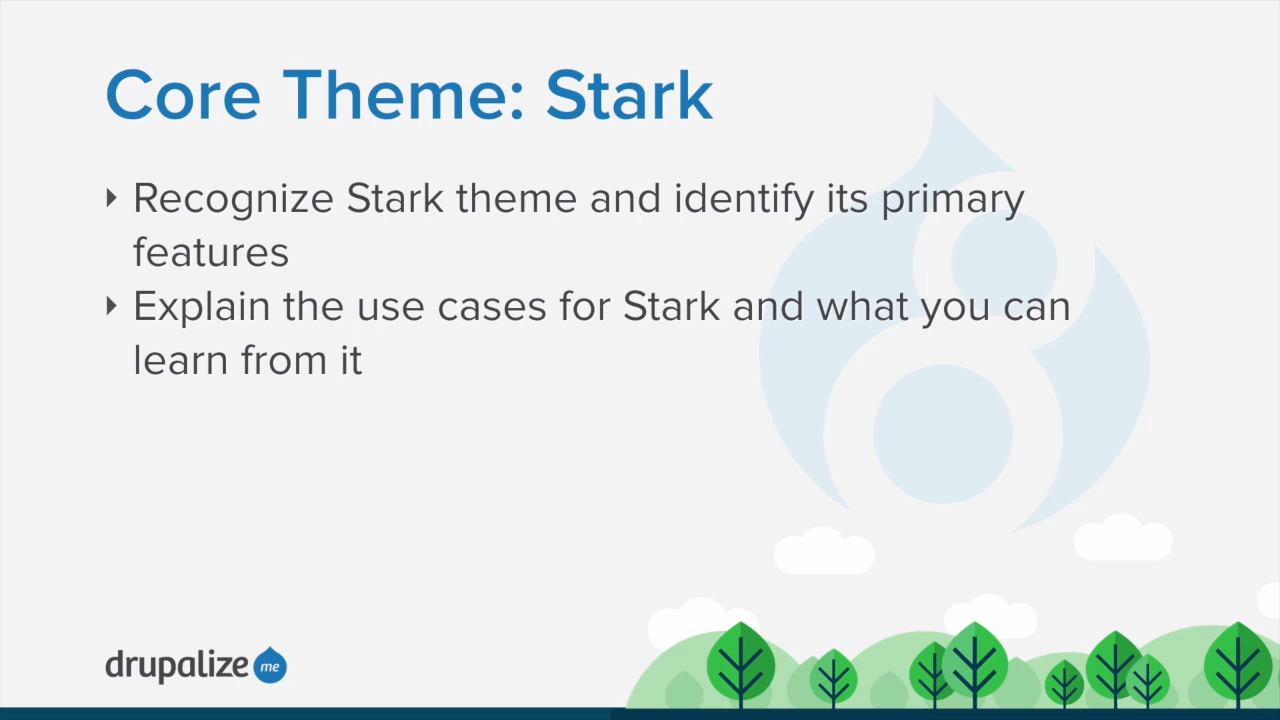 Core Theme: Stark
Recognize Stark theme and identify its primary
features
Explain the use cases for Stark and what you can
learn from it
drupalize me